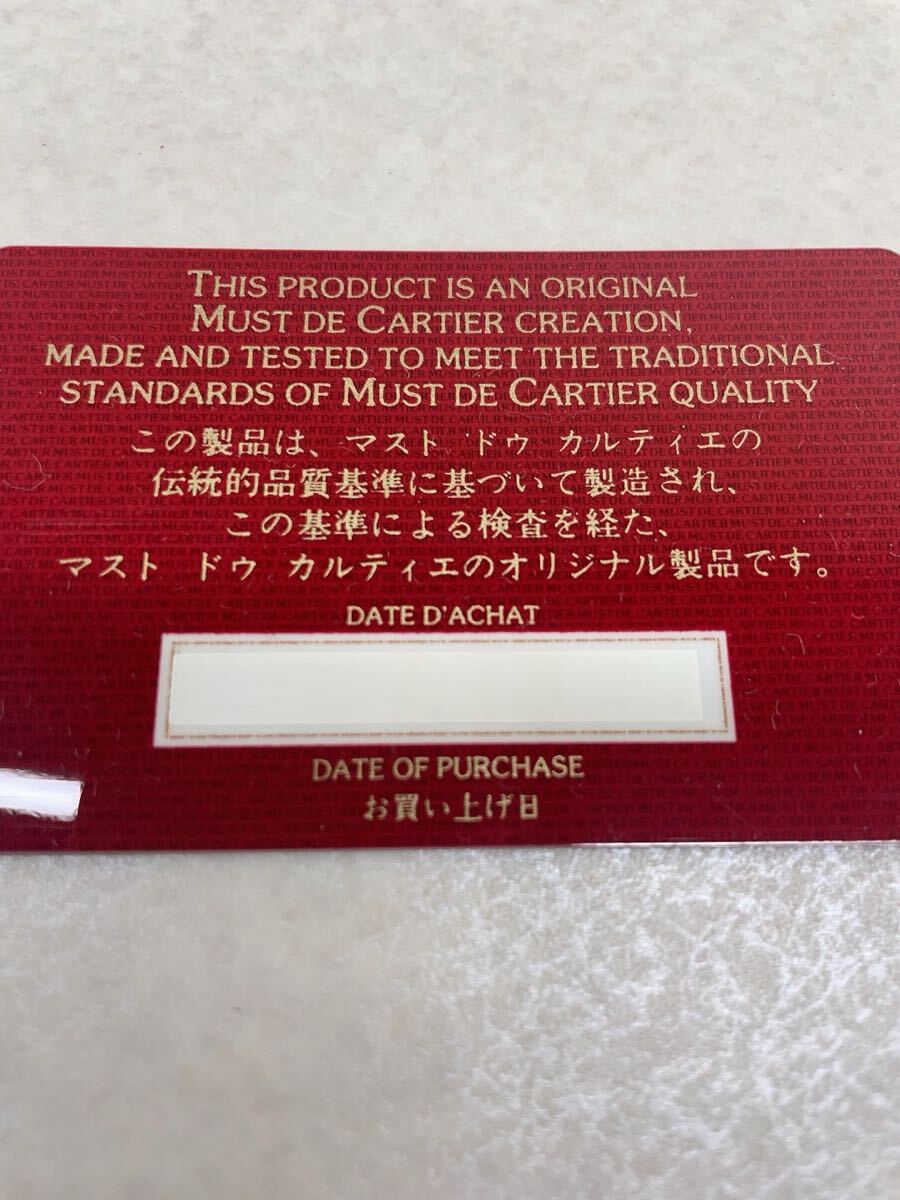 THIS PRODUCT IS AN ORIGINAL
MUST DE CARTIER CREATION,
MADE AND TESTED TO MEET THE TRADITIONAL
STANDARDS OF MUST DE CARTIER QUALITY
この製品は、マスト ドゥ カルティエの
伝統的品質基準に基づいて製造され、
この基準による検査を経た、
マスト ドゥ カルティエのオリジナル製品です。
DATE D'ACHAT
DATE OF PURCHASE
お買い上げ日